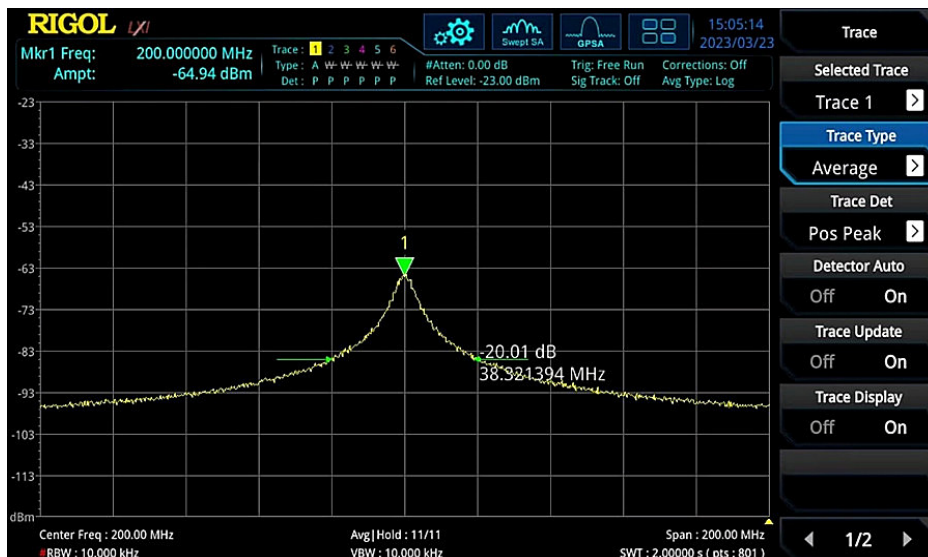 RIGOL LXI
Swept SA
GPSA
15:05:14
2023/03/23
Mkr1 Freq: 200.000000 MHz
Ampt: -64.94 dBm
Trace : 1 2 3 4 5 6
Type : A W W W W W
Det : P P P P P P
#Atten: 0.00 dB
Ref Level: -23.00 dBm
Trig: Free Run
Sig Track: Off
Corrections: Off
Avg Type: Log
-23
-33
-43
-53
-63
-73
-83
-93
-103
-113
dBm
1
-20.01 dB
38.321394 MHz
Center Freq : 200.00 MHz
Avg|Hold : 11/11
Span : 200.00 MHz
#RBW : 10.000 kHz
VBW : 10.000 kHz
SWT : 2.00000 s ( pts : 801 )
Trace
Selected Trace
Trace 1
Trace Type
Average
Trace Det
Pos Peak
Detector Auto
Off On
Trace Update
Off On
Trace Display
Off On
1/2